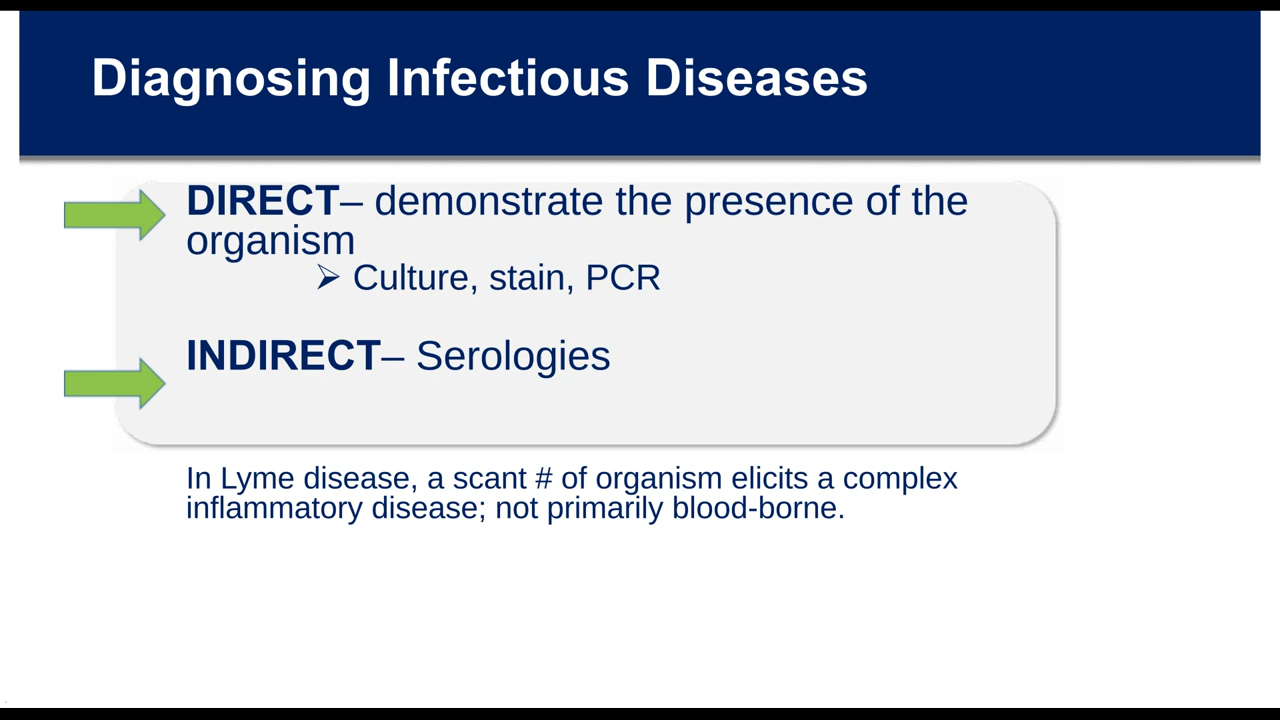 Diagnosing Infectious Diseases
DIRECT– demonstrate the presence of the
organism
➢ Culture, stain, PCR
INDIRECT– Serologies
In Lyme disease, a scant # of organism elicits a complex
inflammatory disease; not primarily blood-borne.